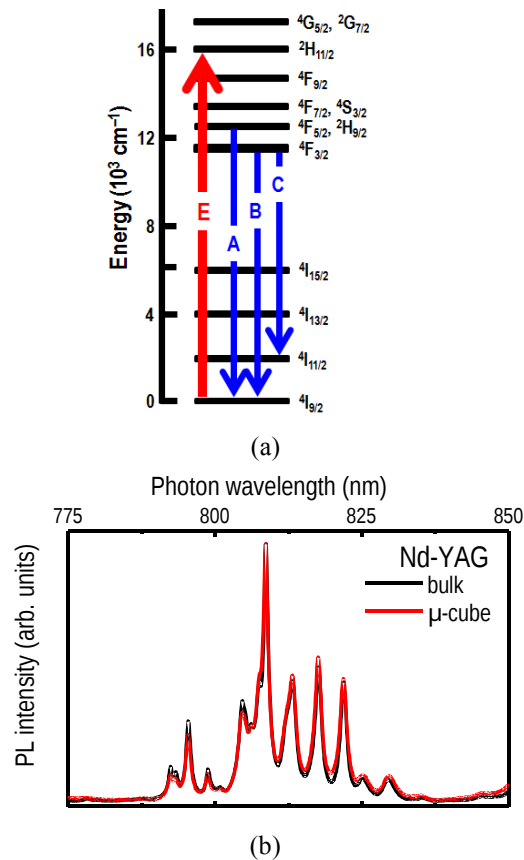 ⁴G₅/₂, ²G₇/₂
16
²H₁₁/₂
⁴F₉/₂
⁴F₇/₂, ⁴S₃/₂
12
⁴F₅/₂, ²H₉/₂
⁴F₃/₂
Energy (10³ cm⁻¹)
C
E
B
A
8
⁴I₁₅/₂
4
⁴I₁₃/₂
⁴I₁₁/₂
0
⁴I₉/₂
(a)
Photon wavelength (nm)
775 800 825 850
PL intensity (arb. units)
Nd-YAG
bulk
μ-cube
(b)